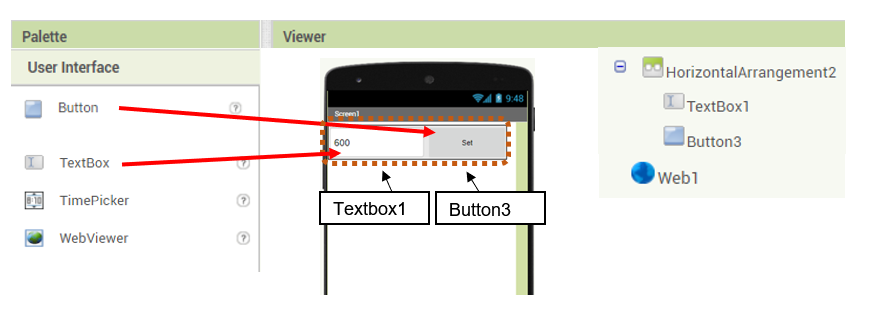 Palette
Viewer
User Interface
Button
?
TextBox
?
TimePicker
?
WebViewer
?
9:48
Screen1
600
Set
Textbox1
Button3
HorizontalArrangement2
TextBox1
Button3
Web1